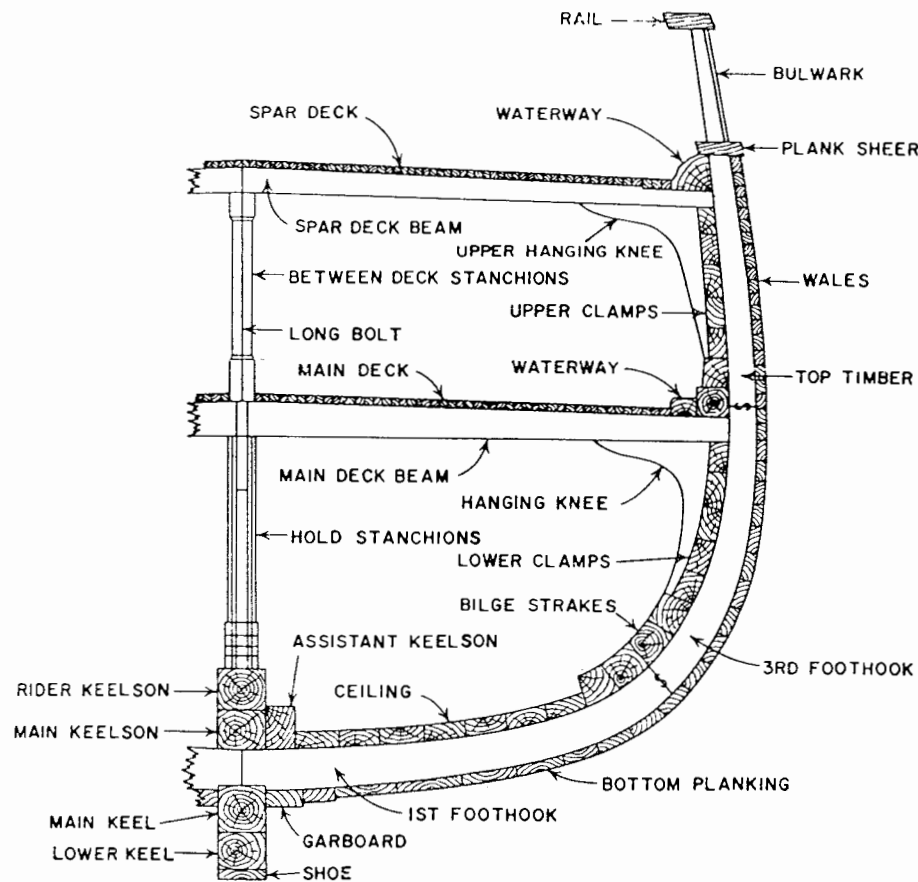 RAIL
BULWARK
SPAR DECK
WATERWAY
PLANK SHEER
SPAR DECK BEAM
UPPER HANGING KNEE
BETWEEN DECK STANCHIONS
WALES
UPPER CLAMPS
LONG BOLT
MAIN DECK
WATERWAY
TOP TIMBER
MAIN DECK BEAM
HANGING KNEE
HOLD STANCHIONS
LOWER CLAMPS
BILGE STRAKES
ASSISTANT KEELSON
3RD FOOTHOOK
RIDER KEELSON
CEILING
MAIN KEELSON
BOTTOM PLANKING
1ST FOOTHOOK
MAIN KEEL
GARBOARD
LOWER KEEL
SHOE